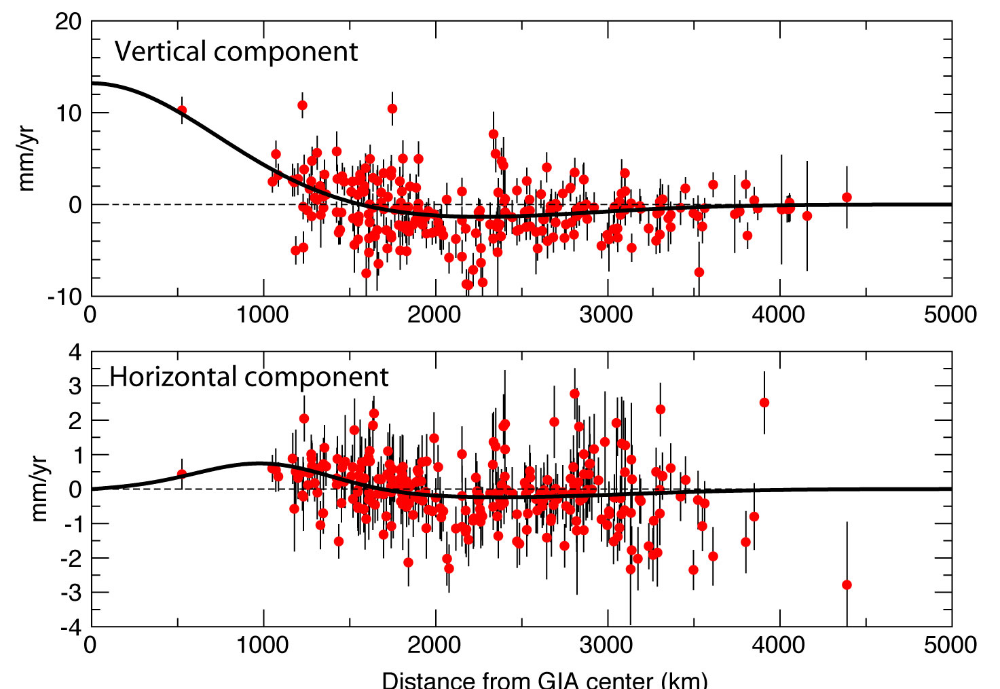 20
Vertical component
10
mm/yr
0
-10
0 1000 2000 3000 4000 5000
4
Horizontal component
3
2
1
mm/yr
0
-1
-2
-3
-4
0 1000 2000 3000 4000 5000
Distance from GIA center (km)